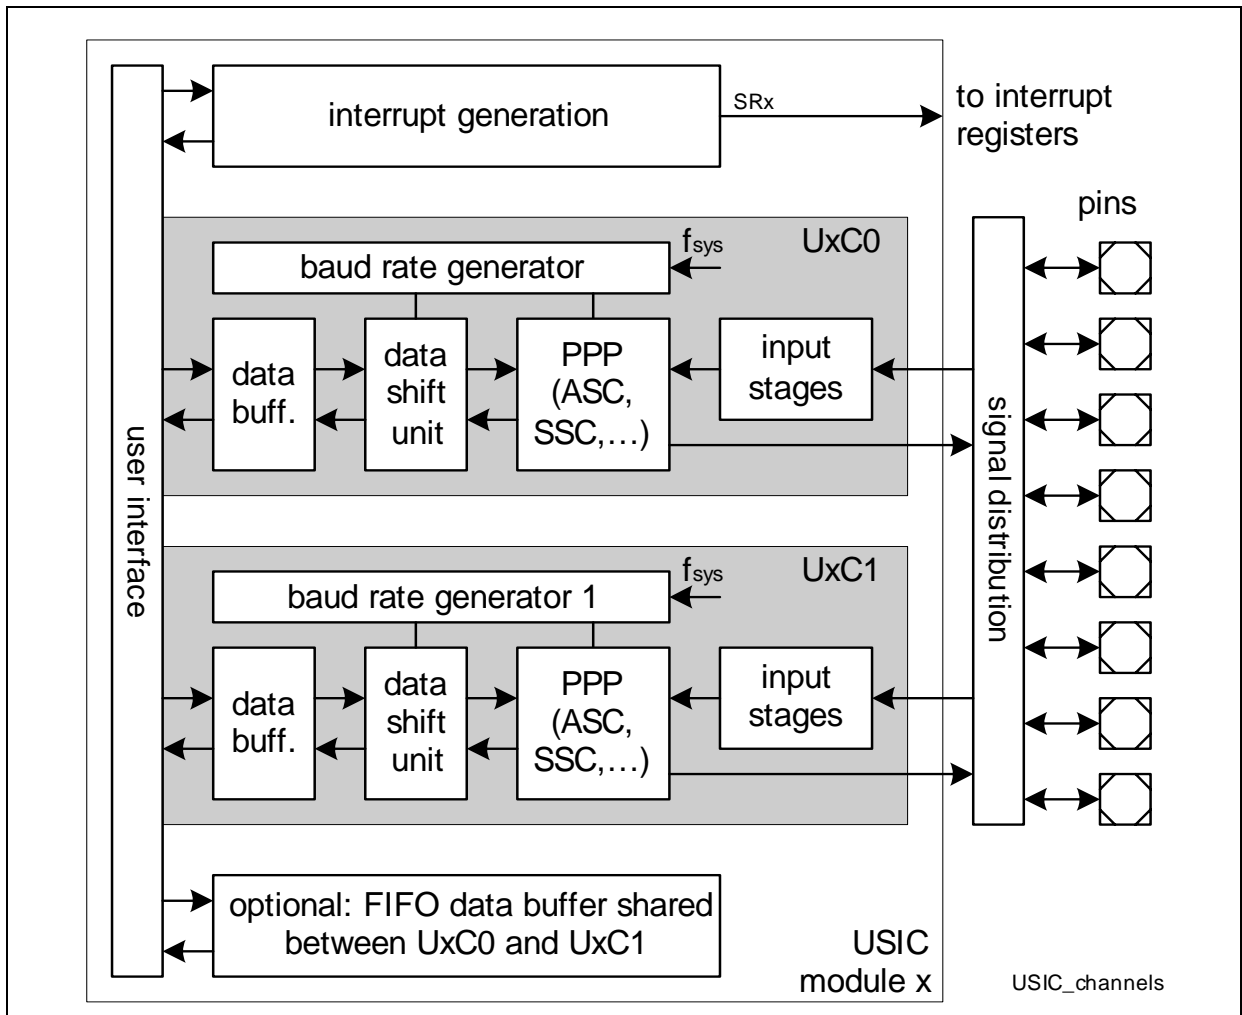 interrupt generation
SRx
to interrupt
registers
pins
fsys
UxC0
baud rate generator
data
buff.
data
shift
unit
PPP
(ASC,
SSC,…)
input
stages
user interface
signal distribution
fsys
UxC1
baud rate generator 1
data
buff.
data
shift
unit
PPP
(ASC,
SSC,…)
input
stages
optional: FIFO data buffer shared
between UxC0 and UxC1
USIC
module x
USIC_channels